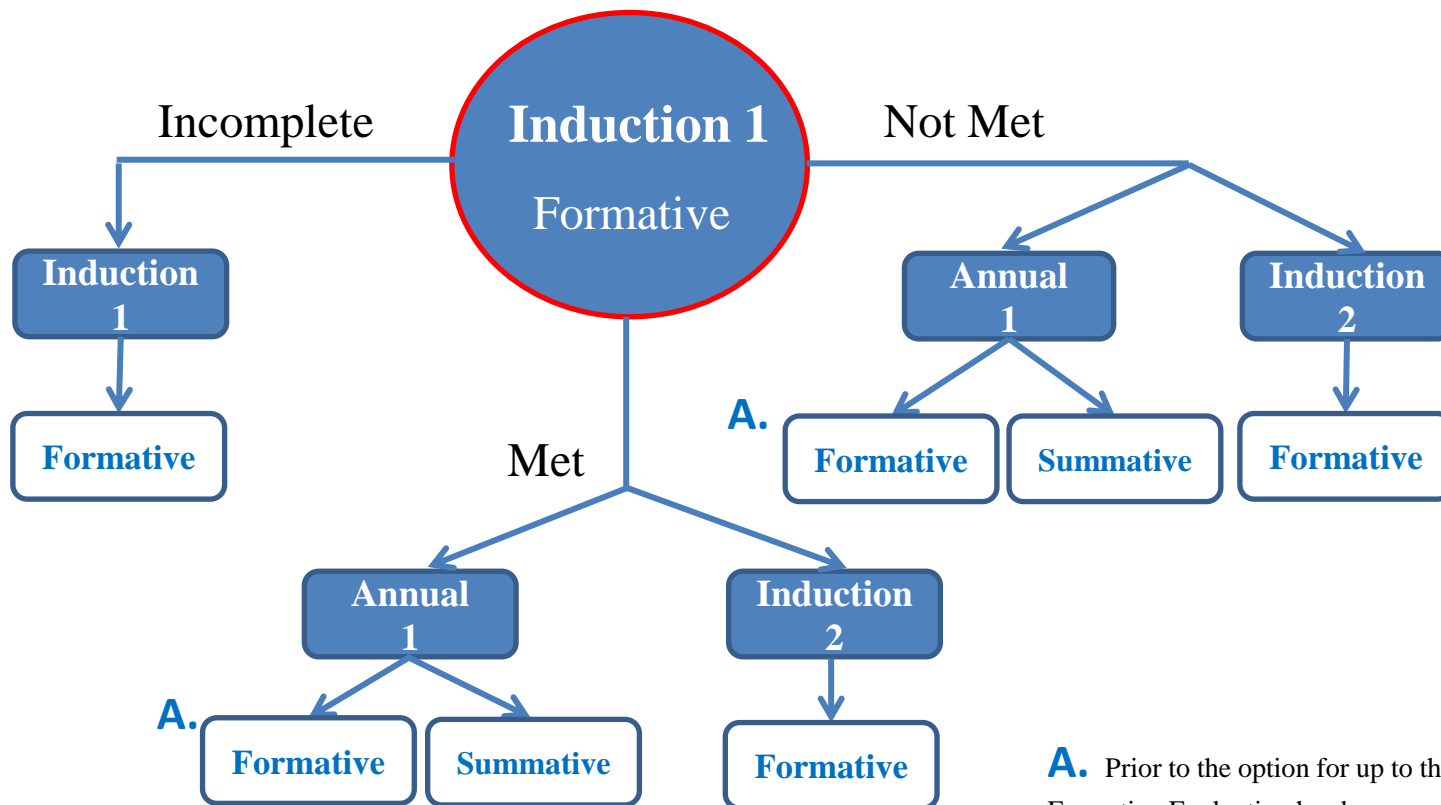 Incomplete
Induction 1
Formative
Not Met
Induction
1
Formative
Annual
1
Induction
2
A.
Formative
Summative
Formative
Met
Annual
1
Induction
2
A.
Formative
Summative
Formative
A. Prior to the option for up to